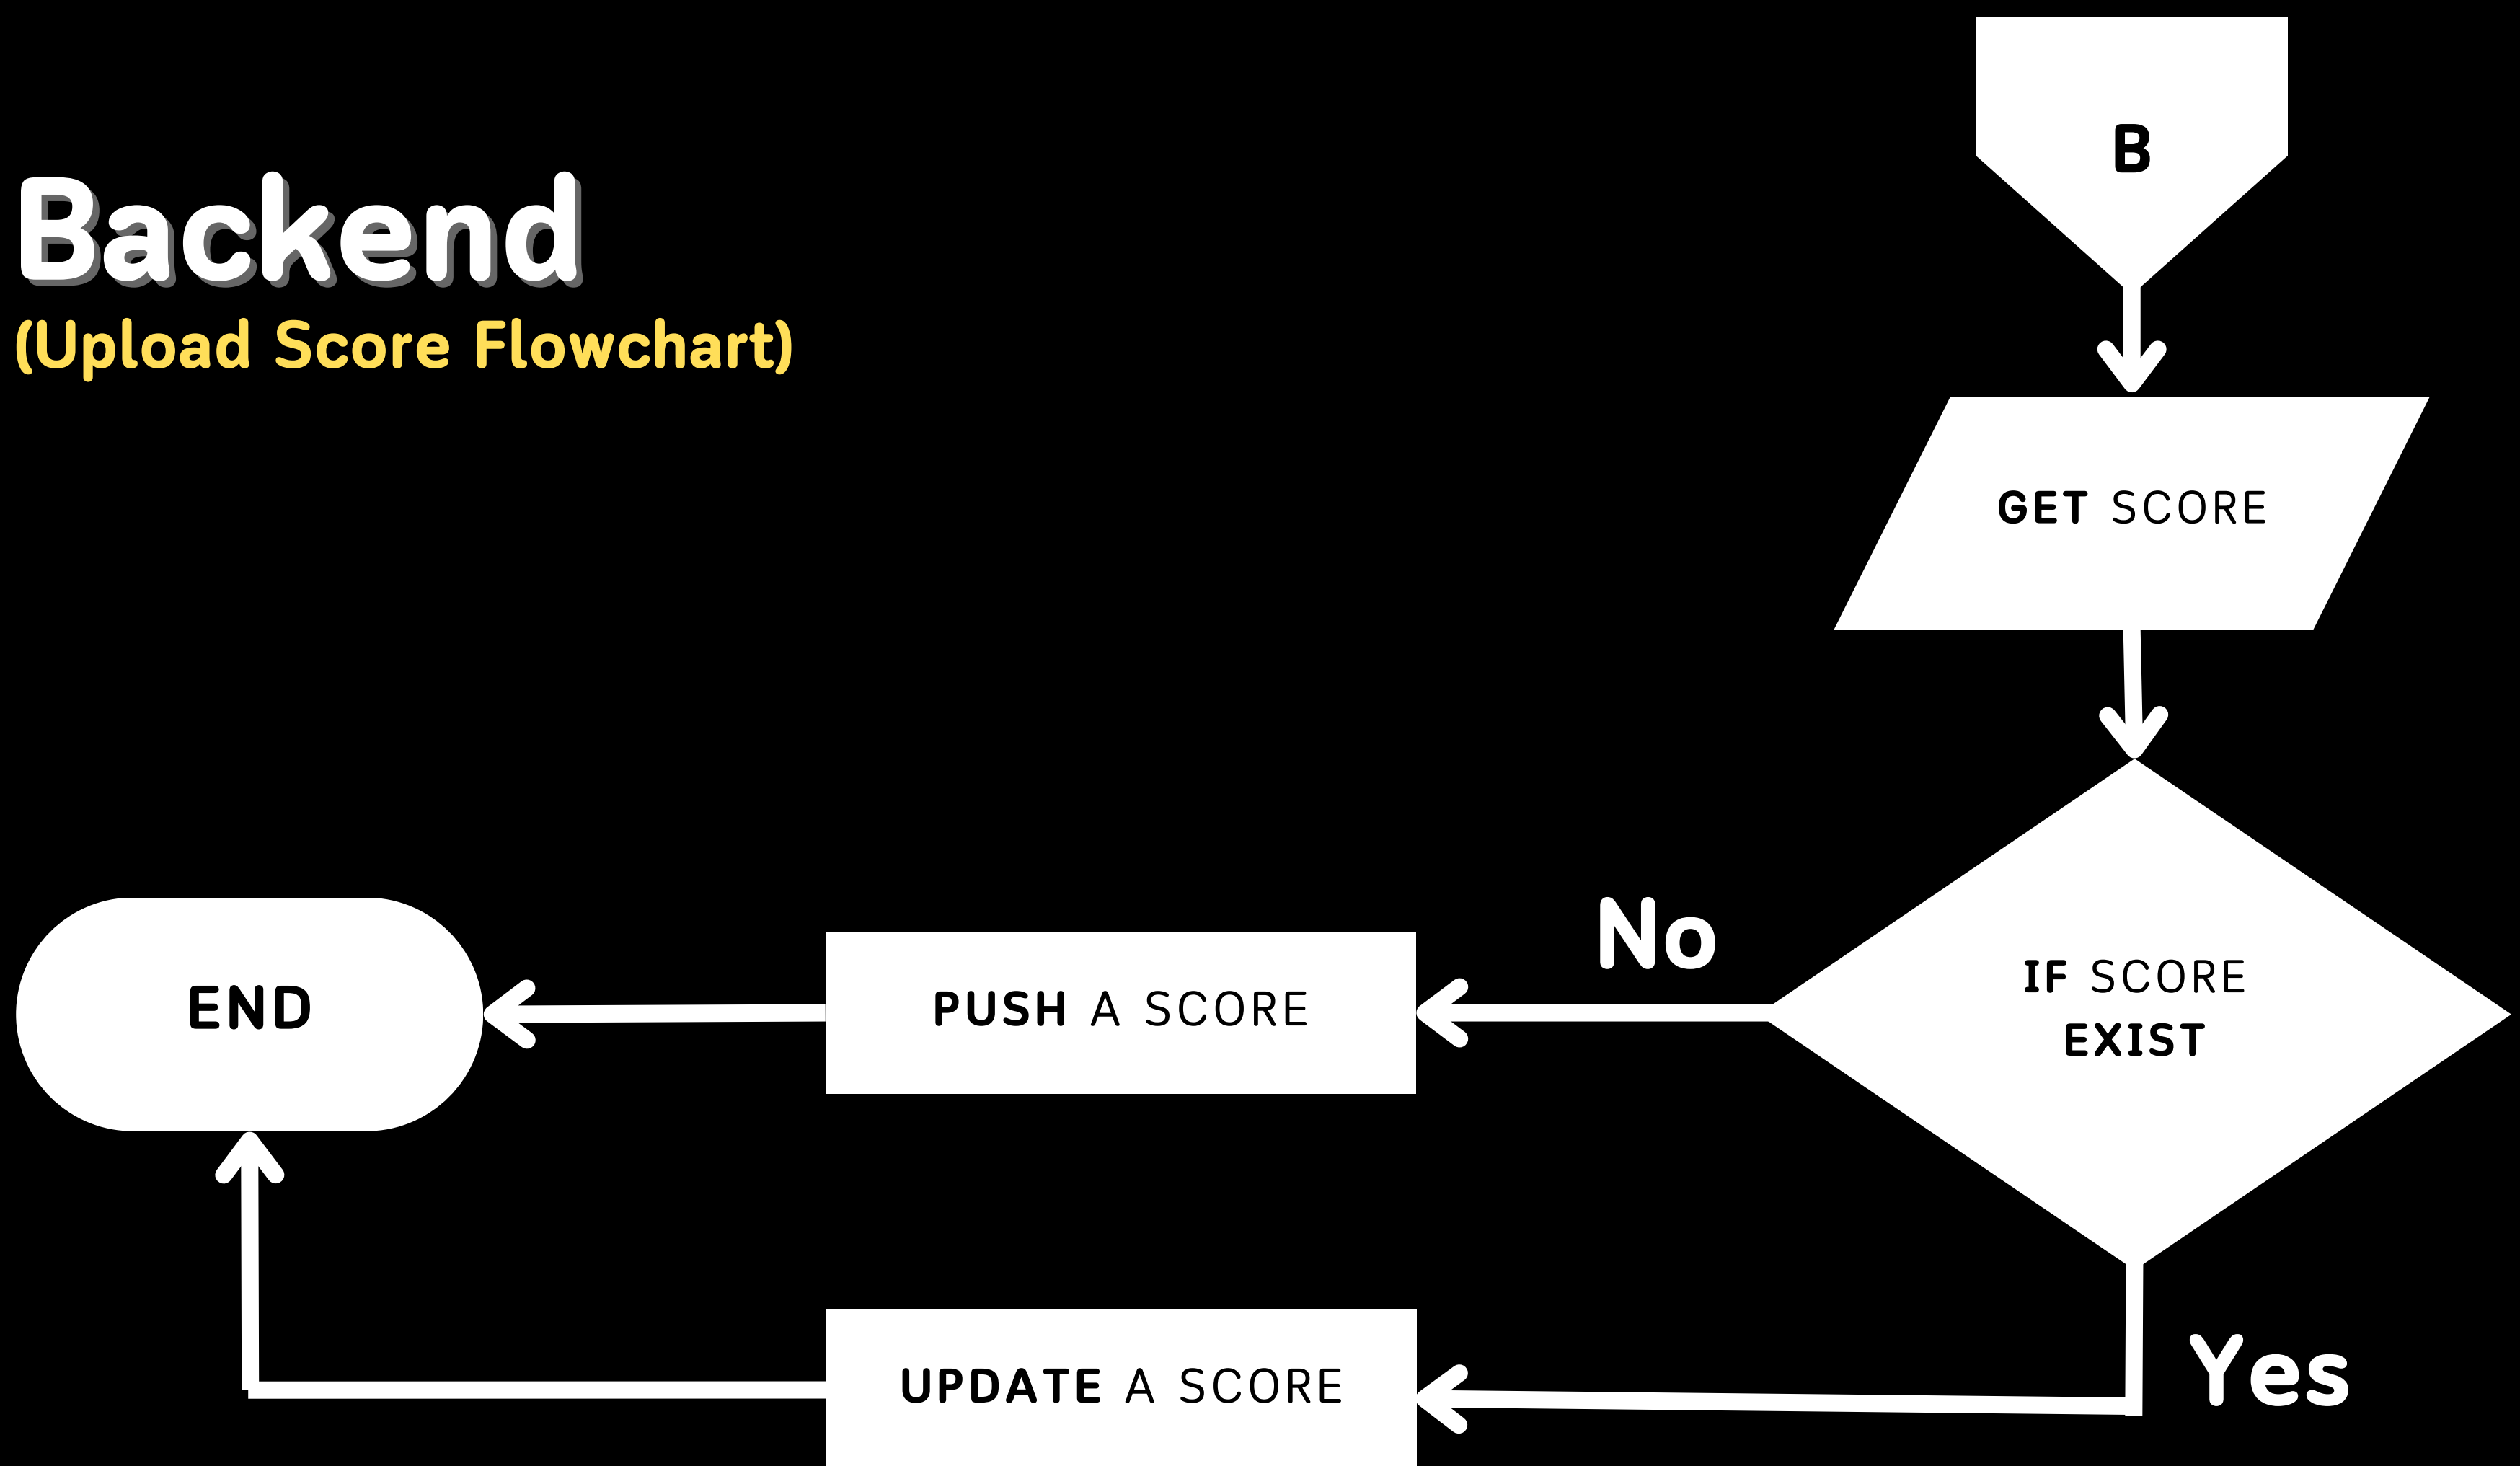 B
Backend
(Upload Score Flowchart)
GET SCORE
No
IF SCORE
EXIST
PUSH A SCORE
END
Yes
UPDATE A SCORE